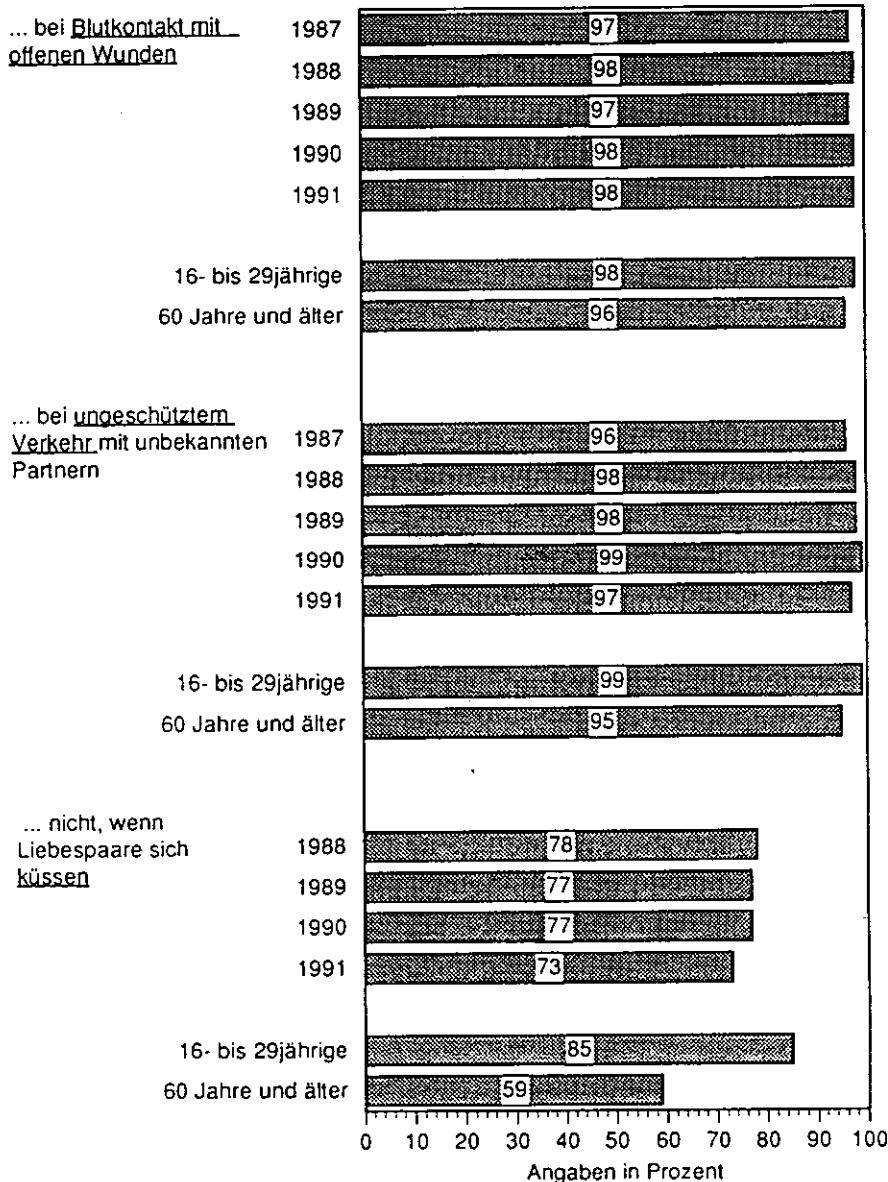 ... bei Blutkontakt mit
offenen Wunden
1987 97
1988 98
1989 97
1990 98
1991 98
16- bis 29jährige 98
60 Jahre und älter 96
... bei ungeschütztem
Verkehr mit unbekannten
Partnern
1987 96
1988 98
1989 98
1990 99
1991 97
16- bis 29jährige 99
60 Jahre und älter 95
... nicht, wenn
Liebespaare sich
küssen
1988 78
1989 77
1990 77
1991 73
16- bis 29jährige 85
60 Jahre und älter 59
0 10 20 30 40 50 60 70 80 90 100
Angaben in Prozent